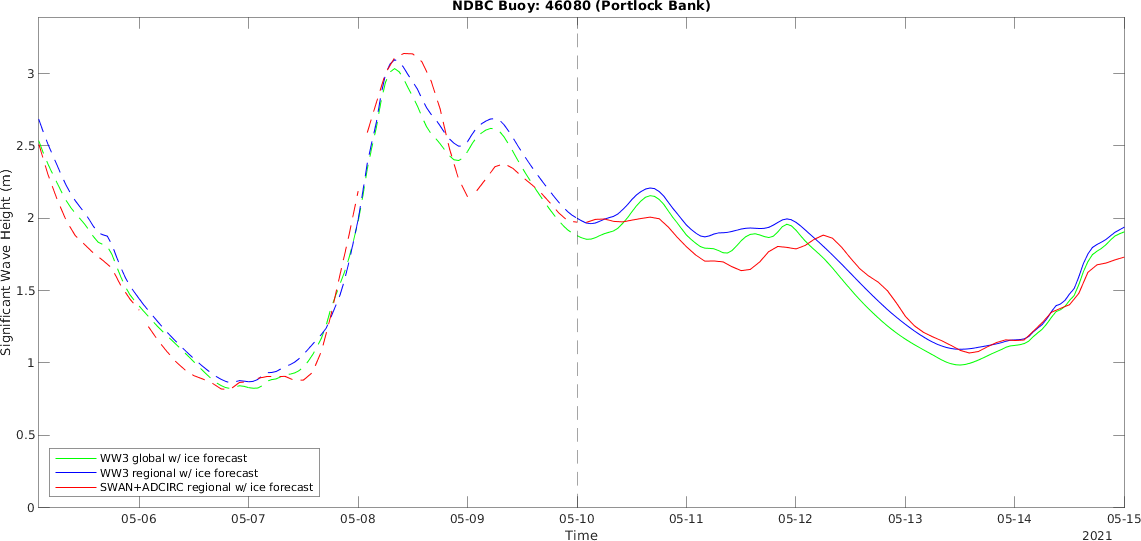 NDBC Buoy: 46080 (Portlock Bank)
Significant Wave Height (m)
3
2.5
2
1.5
1
0.5
0
WW3 global w/ ice forecast
WW3 regional w/ ice forecast
SWAN+ADCIRC regional w/ ice forecast
05-06 05-07 05-08 05-09 05-10 05-11 05-12 05-13 05-14 05-15
Time
2021